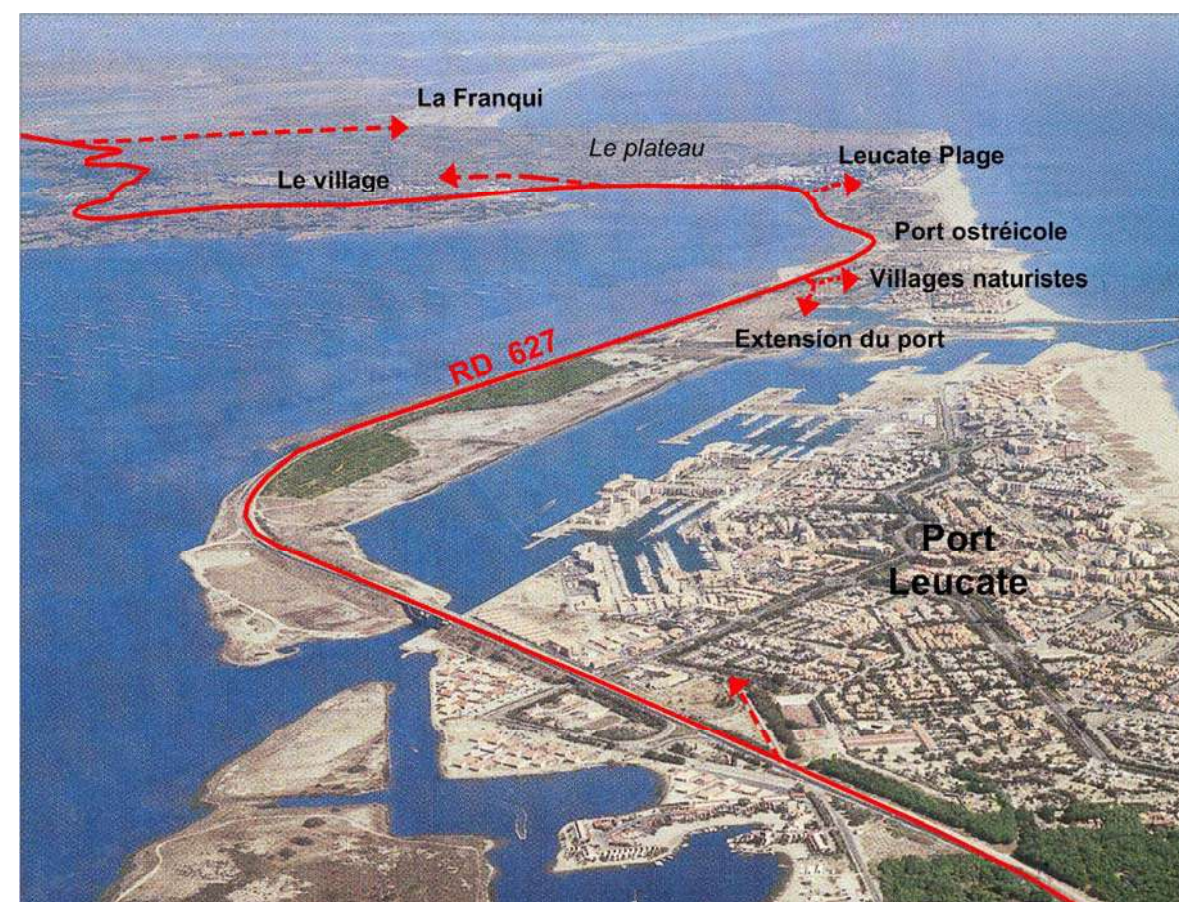 La Franqui
Le plateau
Leucate Plage
Le village
Port ostréicole
Villages naturistes
Extension du port
RD 627
Port
Leucate